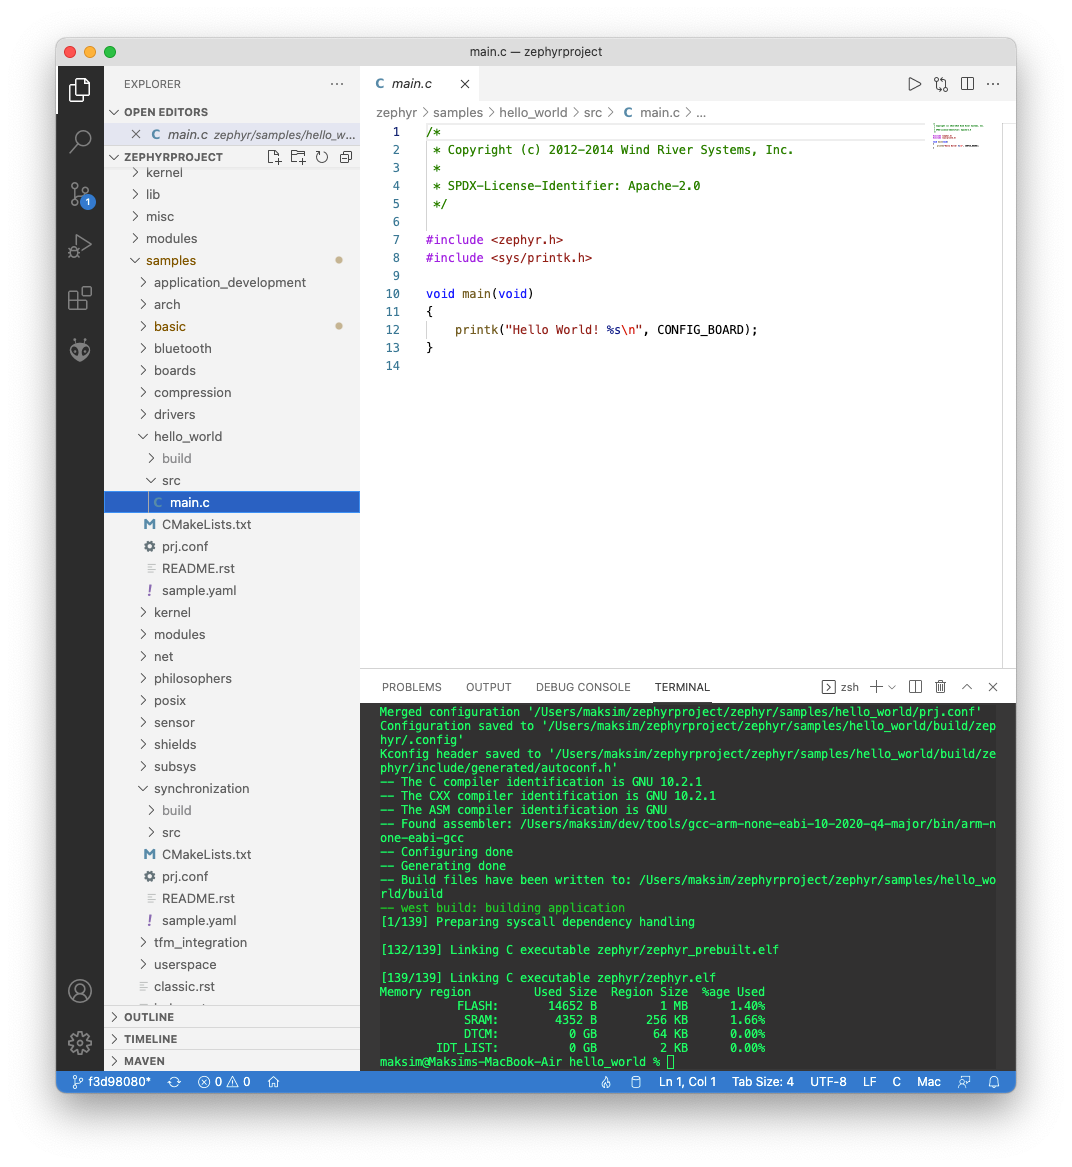 main.c — zephyrproject
EXPLORER
OPEN EDITORS
main.c zephyr/samples/hello_w...
ZEPHYRPROJECT
kernel
lib
misc
modules
samples
application_development
arch
basic
bluetooth
boards
compression
drivers
hello_world
build
src
C main.c
M CMakeLists.txt
prj.conf
README.rst
! sample.yaml
kernel
modules
net
philosophers
posix
sensor
shields
subsys
synchronization
build
src
M CMakeLists.txt
prj.conf
README.rst
! sample.yaml
tfm_integration
userspace
classic.rst
OUTLINE
TIMELINE
MAVEN
1
C main.c
zephyr > samples > hello_world > src > C main.c > ...
1 /*
2 * Copyright (c) 2012-2014 Wind River Systems, Inc.
3 *
4 * SPDX-License-Identifier: Apache-2.0
5 */
6
7 #include <zephyr.h>
8 #include <sys/printk.h>
9
10 void main(void)
11 {
12 printk("Hello World! %s\n", CONFIG_BOARD);
13 }
14
PROBLEMS OUTPUT DEBUG CONSOLE TERMINAL zsh
Merged configuration '/Users/maksim/zephyrproject/zephyr/samples/hello_world/prj.conf'
Configuration saved to '/Users/maksim/zephyrproject/zephyr/samples/hello_world/build/zep
hyr/.config'
Kconfig header saved to '/Users/maksim/zephyrproject/zephyr/samples/hello_world/build/ze
phyr/include/generated/autoconf.h'
-- The C compiler identification is GNU 10.2.1
-- The CXX compiler identification is GNU 10.2.1
-- The ASM compiler identification is GNU
-- Found assembler: /Users/maksim/dev/tools/gcc-arm-none-eabi-10-2020-q4-major/bin/arm-n
one-eabi-gcc
-- Configuring done
-- Generating done
-- Build files have been written to: /Users/maksim/zephyrproject/zephyr/samples/hello_wo
rld/build
-- west build: building application
[1/139] Preparing syscall dependency handling
[132/139] Linking C executable zephyr/zephyr_prebuilt.elf
[139/139] Linking C executable zephyr/zephyr.elf
Memory region Used Size Region Size %age Used
FLASH: 14652 B 1 MB 1.40%
SRAM: 4352 B 256 KB 1.66%
DTCM: 0 GB 64 KB 0.00%
IDT_LIST: 0 GB 2 KB 0.00%
maksim@Maksims-MacBook-Air hello_world %
f3d98080* 0 0 Ln 1, Col 1 Tab Size: 4 UTF-8 LF C Mac